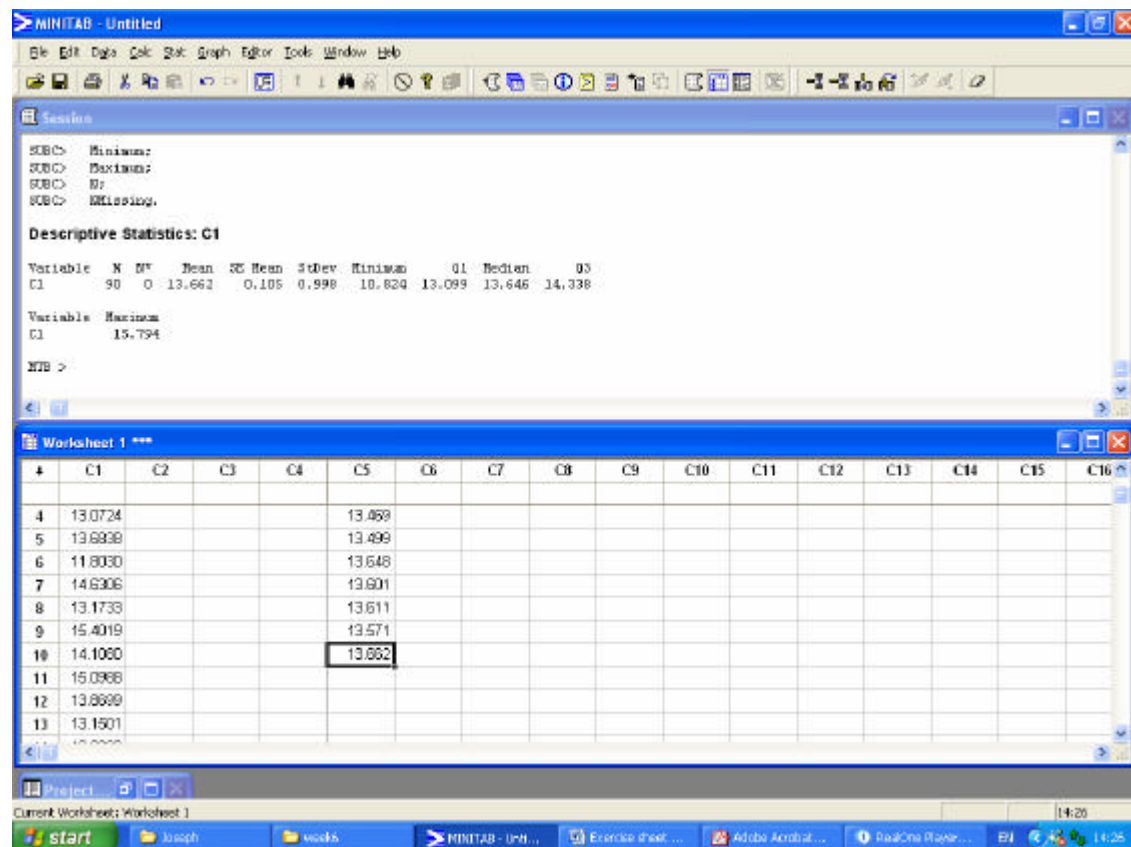 MINITAB - Untitled
File Edit Data Calc Stat Graph Editor Tools Window Help
Session
SUBC> Minimum;
SUBC> Maximum;
SUBC> N;
SUBC> NMissing.
Descriptive Statistics: C1
Variable N N* Mean SE Mean StDev Minimum Q1 Median Q3
C1 90 0 13.662 0.105 0.998 10.824 13.099 13.646 14.338
Variable Maximum
C1 15.794
MTB >
Worksheet 1 ***
C1 C2 C3 C4 C5 C6 C7 C8 C9 C10 C11 C12 C13 C14 C15 C16
4 13.0724 13.469
5 13.6838 13.499
6 11.8030 13.648
7 14.6306 13.601
8 13.1733 13.611
9 15.4019 13.571
10 14.1060 13.662
11 15.0988
12 13.8699
13 13.1501
Project...
Current Worksheet: Worksheet 1 14:26
start Joseph week6 MINITAB - Unti... Exercise sheet ... Adobe Acrobat... RealOne Player... EN 14:26